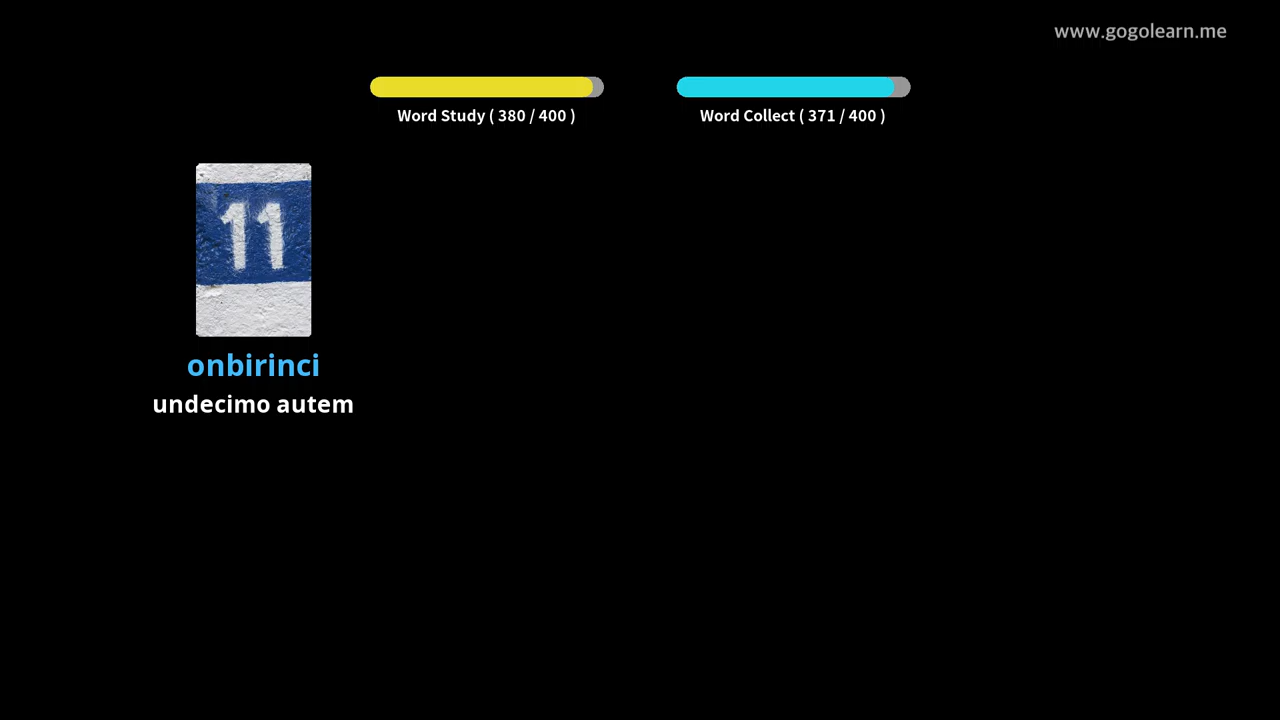 www.gogolearn.me
Word Study ( 380 / 400 )
Word Collect ( 371 / 400 )
11
onbirinci
undecimo autem